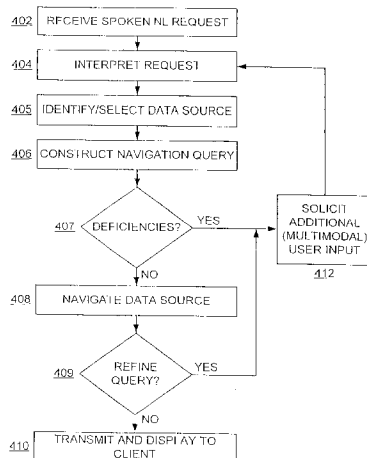 402 RECEIVE SPOKEN NL REQUEST
404 INTERPRET REQUEST
405 IDENTIFY/SELECT DATA SOURCE
406 CONSTRUCT NAVIGATION QUERY
407 DEFICIENCIES? YES
SOLICIT
ADDITIONAL
(MULTIMODAL)
USER INPUT
412
NO
408 NAVIGATE DATA SOURCE
409 REFINE
QUERY?
YES
NO
410 TRANSMIT AND DISPLAY TO
CLIENT